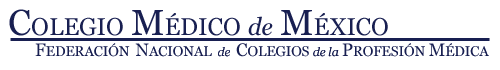 Colegio Médico de México
Federación Nacional de Colegios de la Profesión Médica